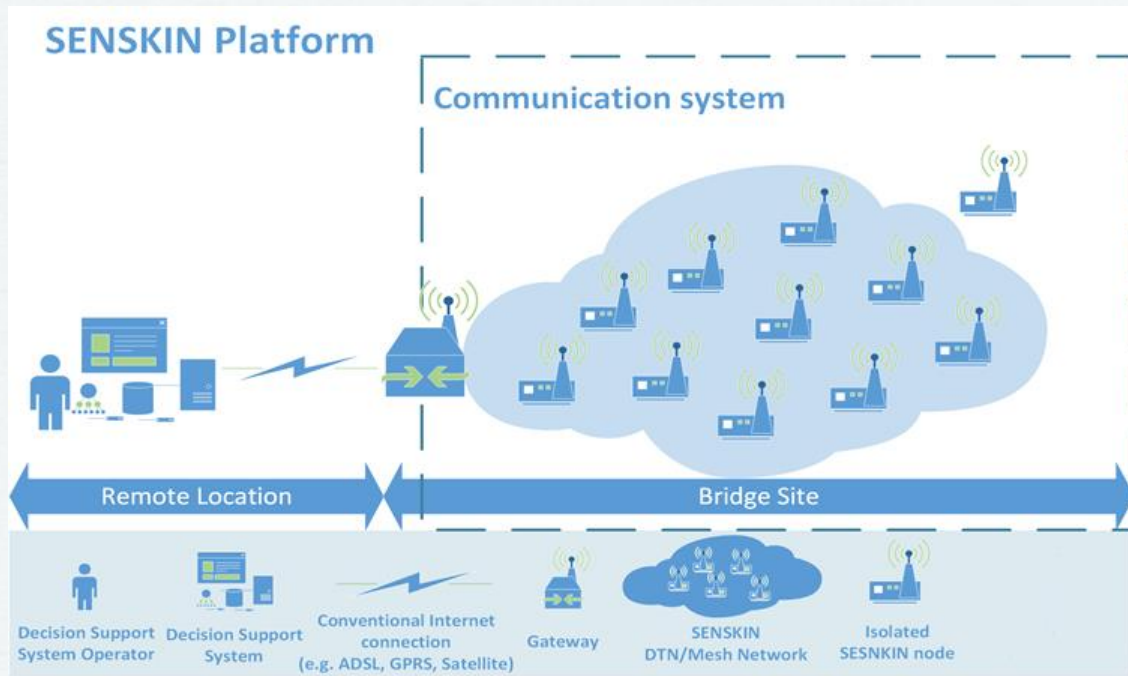 SENSKIN Platform
Communication system
Remote Location
Bridge Site
Decision Support
System Operator
Decision Support
System
Conventional Internet
connection
(e.g. ADSL, GPRS, Satellite)
Gateway
SENSKIN
DTN/Mesh Network
Isolated
SESNKIN node